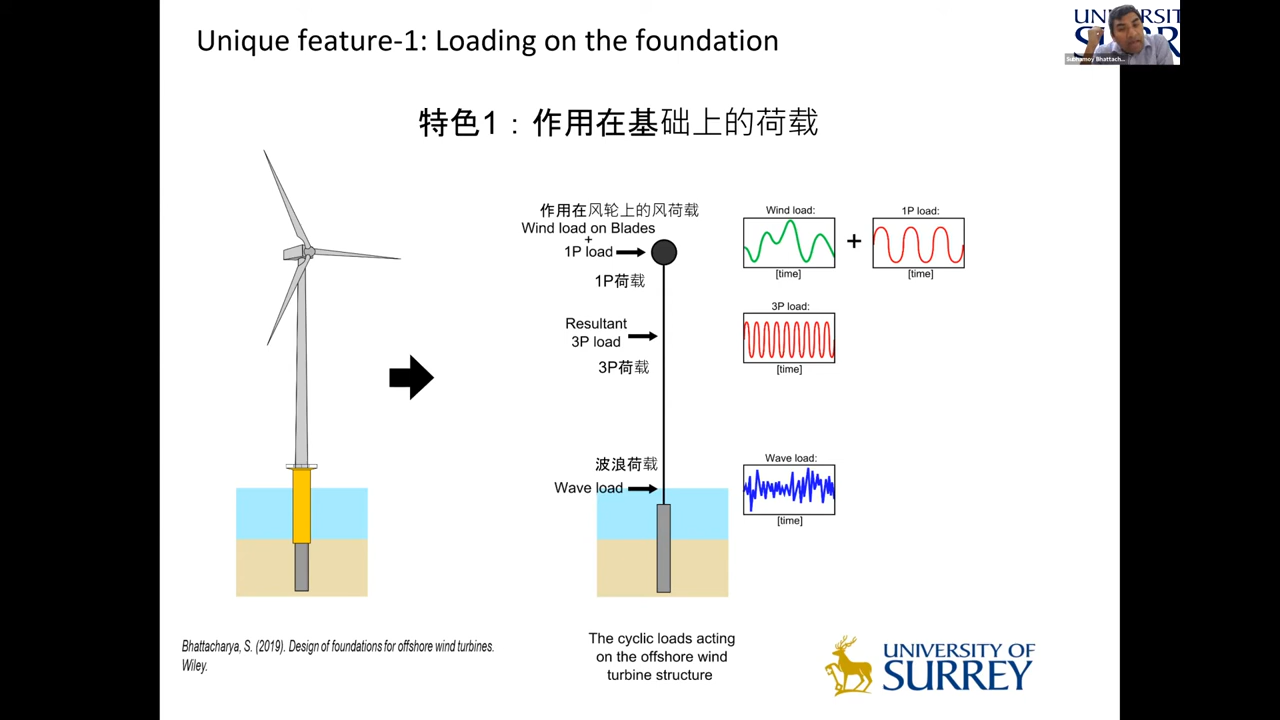 Unique feature-1: Loading on the foundation
UNIVERSIT
S
Subhamoy Bhattach...
特色1：作用在基础上的荷载
作用在风轮上的风荷载
Wind load on Blades
+
1P load
1P荷载
Resultant
3P load
3P荷载
波浪荷载
Wave load
Wind load:
[time]
+
1P load:
[time]
3P load:
[time]
Wave load:
[time]
Bhattacharya, S. (2019). Design of foundations for offshore wind turbines.
Wiley.
The cyclic loads acting
on the offshore wind
turbine structure
UNIVERSITY OF
SURREY